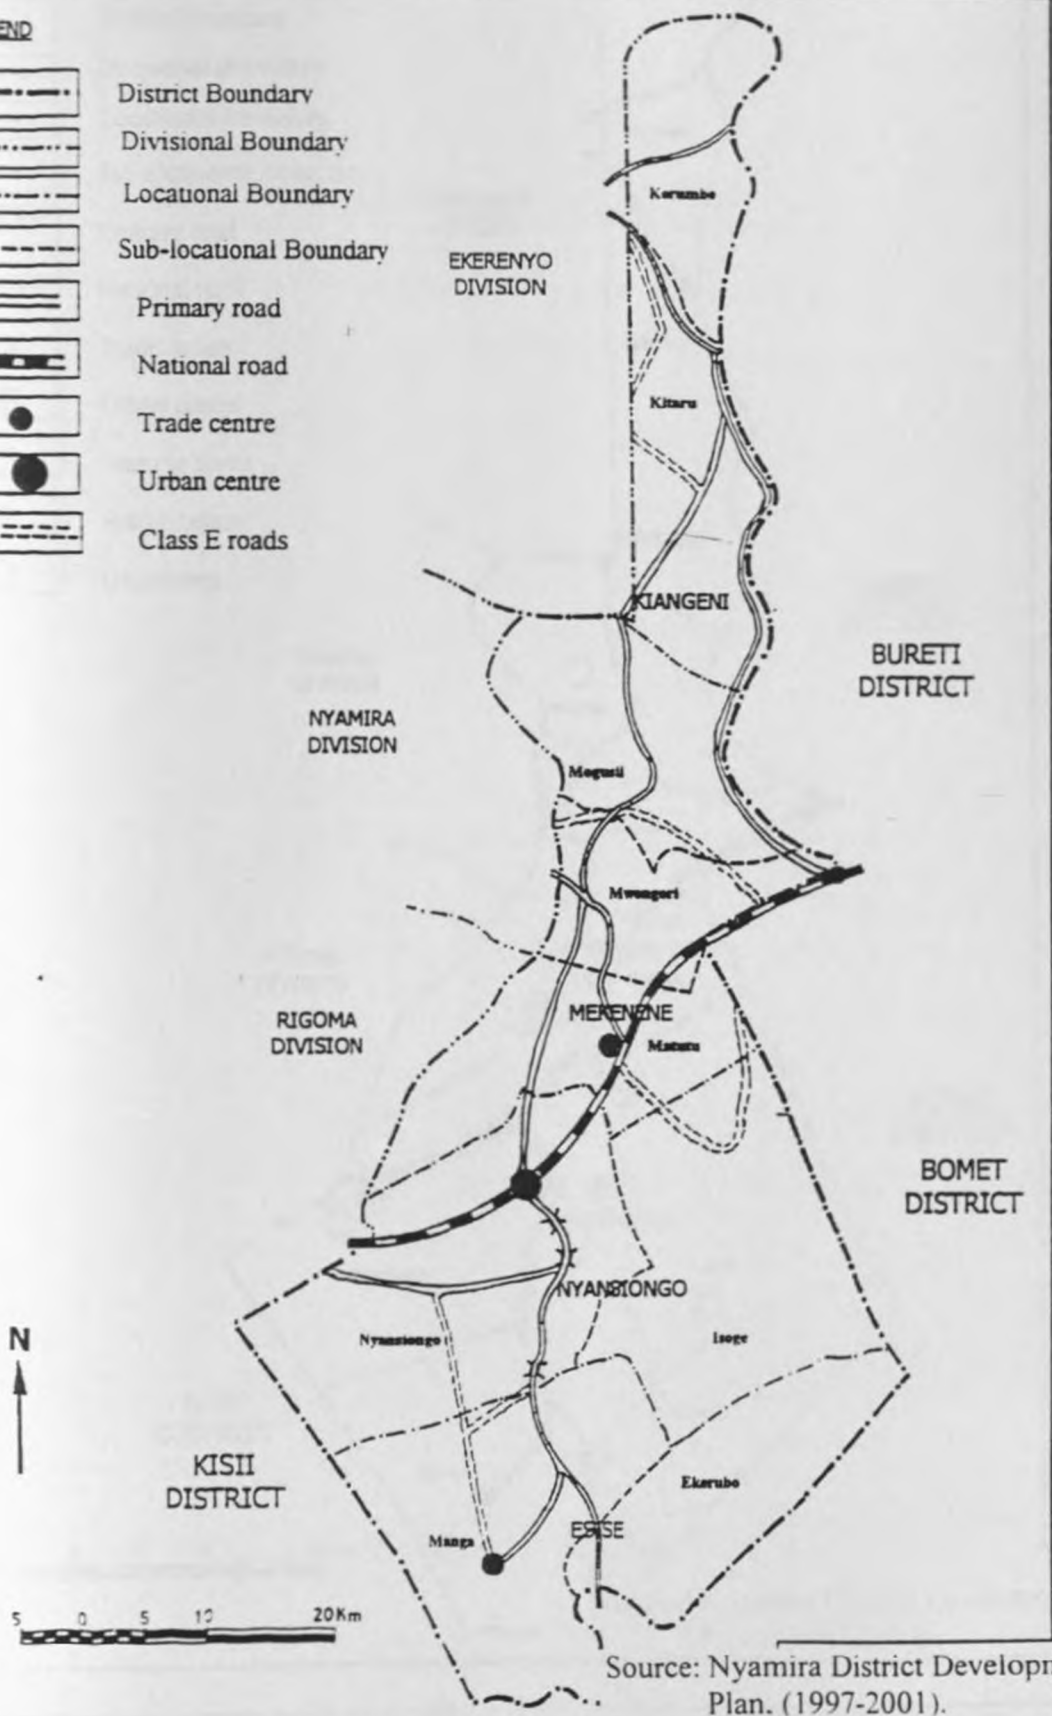 END
District Boundary
Divisional Boundary
Locational Boundary
Sub-locational Boundary
Primary road
National road
Trade centre
Urban centre
Class E roads
Kerumbe
EKERENYO
DIVISION
Kitaru
KIANGENI
BURETI
DISTRICT
NYAMIRA
DIVISION
Mogusii
Mwongori
RIGOMA
DIVISION
MEKENENE
Matutu
BOMET
DISTRICT
NYANSIONGO
Nyansiongo
Isoge
N
KISII
DISTRICT
Ekerubo
Manga
ESISE
5 0 5 10 20Km
Source: Nyamira District Developn
Plan. (1997-2001).